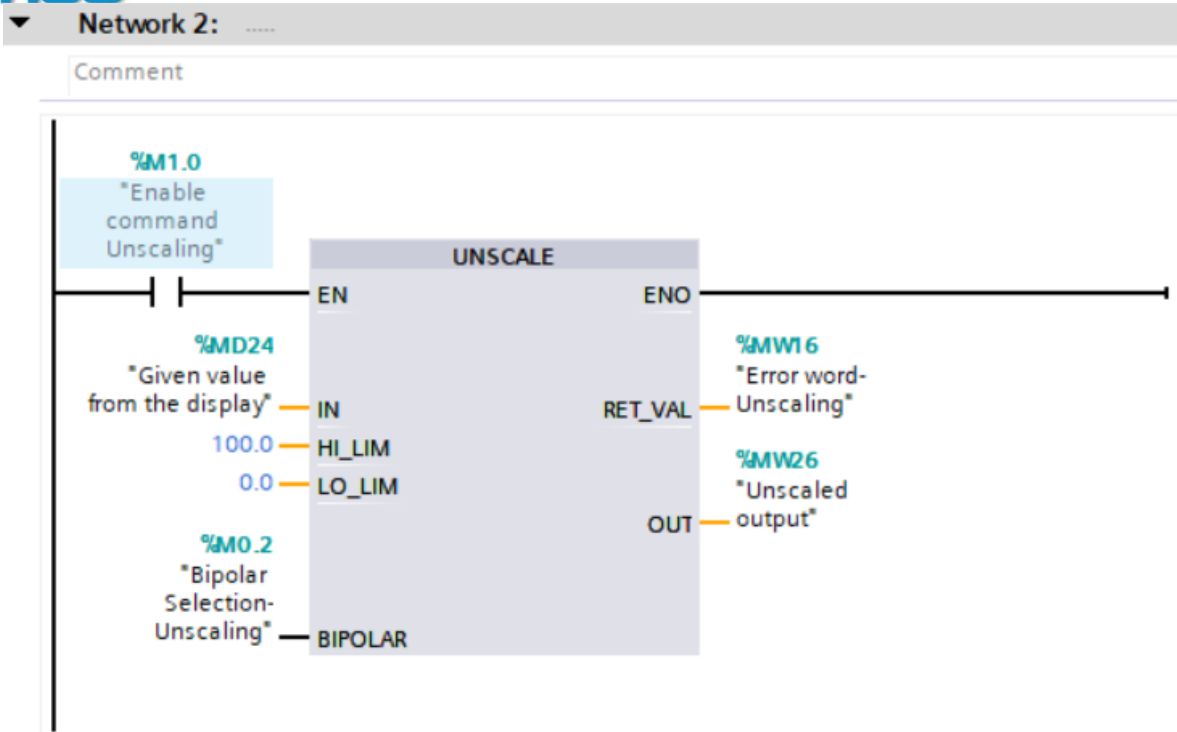 Network 2: .....
Comment
%M1.0
"Enable
command
Unscaling"
UNSCALE
EN
ENO
%MD24
"Given value
from the display"
IN
%MW16
"Error word-
Unscaling"
RET_VAL
100.0
HI_LIM
0.0
LO_LIM
%MW26
"Unscaled
output"
OUT
%M0.2
"Bipolar
Selection-
Unscaling"
BIPOLAR